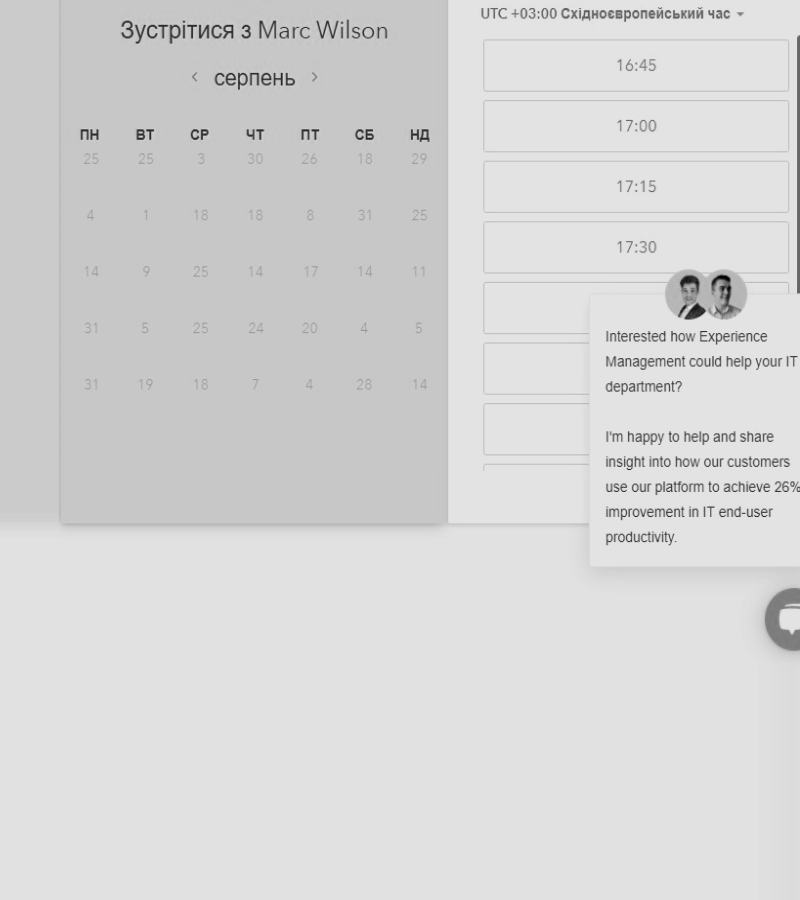 Зустрітися з Marc Wilson
серпень
ПН ВТ СР ЧТ ПТ СБ НД
25 25 3 30 26 18 29
4 1 18 18 8 31 25
14 9 25 14 17 14 11
31 5 25 24 20 4 5
31 19 18 7 4 28 14
UTC +03:00 Східноєвропейський час
16:45
17:00
17:15
17:30
Interested how Experience
Management could help your IT
department?
I'm happy to help and share
insight into how our customers
use our platform to achieve 26%
improvement in IT end-user
productivity.